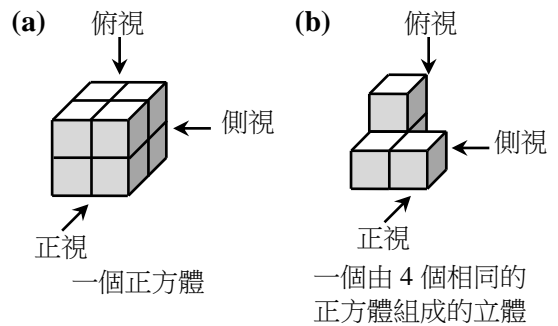 (a)
俯視
側視
正視
一個正方體
(b)
俯視
側視
正視
一個由 4 個相同的
正方體組成的立體